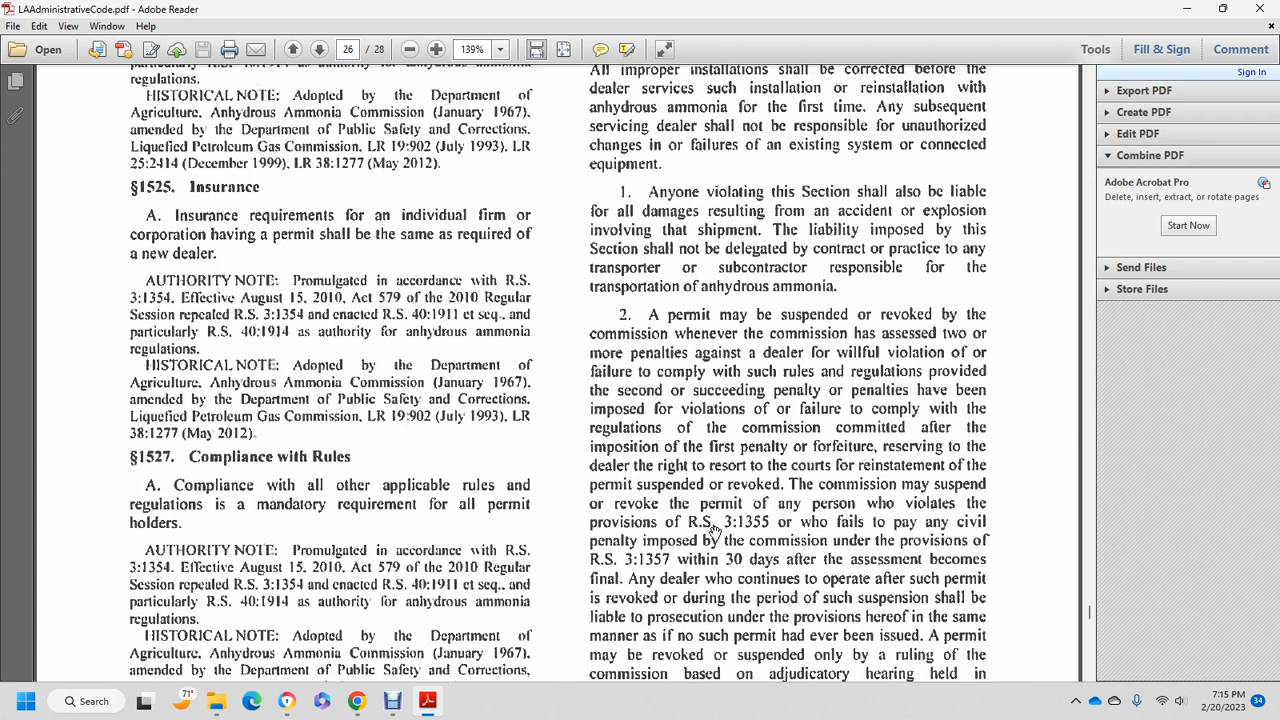 LAAdministrativeCode.pdf - Adobe Reader
File Edit View Window Help
Open 26 / 28 139% Tools Fill & Sign Comment
regulations.
HISTORICAL NOTE: Adopted by the Department of
Agriculture, Anhydrous Ammonia Commission (January 1967),
amended by the Department of Public Safety and Corrections,
Liquefied Petroleum Gas Commission, LR 19:902 (July 1993), LR
25:2414 (December 1999), LR 38:1277 (May 2012).
§1525. Insurance
A. Insurance requirements for an individual firm or
corporation having a permit shall be the same as required of
a new dealer.
AUTHORITY NOTE: Promulgated in accordance with R.S.
3:1354. Effective August 15, 2010, Act 579 of the 2010 Regular
Session repealed R.S. 3:1354 and enacted R.S. 40:1911 et seq., and
particularly R.S. 40:1914 as authority for anhydrous ammonia
regulations.
HISTORICAL NOTE: Adopted by the Department of
Agriculture, Anhydrous Ammonia Commission (January 1967),
amended by the Department of Public Safety and Corrections,
Liquefied Petroleum Gas Commission, LR 19:902 (July 1993), LR
38:1277 (May 2012).
§1527. Compliance with Rules
A. Compliance with all other applicable rules and
regulations is a mandatory requirement for all permit
holders.
AUTHORITY NOTE: Promulgated in accordance with R.S.
3:1354. Effective August 15, 2010, Act 579 of the 2010 Regular
Session repealed R.S. 3:1354 and enacted R.S. 40:1911 et seq., and
particularly R.S. 40:1914 as authority for anhydrous ammonia
regulations.
HISTORICAL NOTE: Adopted by the Department of
Agriculture, Anhydrous Ammonia Commission (January 1967),
amended by the Department of Public Safety and Corrections,
All improper installations shall be corrected before the
dealer services such installation or reinstallation with
anhydrous ammonia for the first time. Any subsequent
servicing dealer shall not be responsible for unauthorized
changes in or failures of an existing system or connected
equipment.
1. Anyone violating this Section shall also be liable
for all damages resulting from an accident or explosion
involving that shipment. The liability imposed by this
Section shall not be delegated by contract or practice to any
transporter or subcontractor responsible for the
transportation of anhydrous ammonia.
2. A permit may be suspended or revoked by the
commission whenever the commission has assessed two or
more penalties against a dealer for willful violation of or
failure to comply with such rules and regulations provided
the second or succeeding penalty or penalties have been
imposed for violations of or failure to comply with the
regulations of the commission committed after the
imposition of the first penalty or forfeiture, reserving to the
dealer the right to resort to the courts for reinstatement of the
permit suspended or revoked. The commission may suspend
or revoke the permit of any person who violates the
provisions of R.S. 3:1355 or who fails to pay any civil
penalty imposed by the commission under the provisions of
R.S. 3:1357 within 30 days after the assessment becomes
final. Any dealer who continues to operate after such permit
is revoked or during the period of such suspension shall be
liable to prosecution under the provisions hereof in the same
manner as if no such permit had ever been issued. A permit
may be revoked or suspended only by a ruling of the
commission based on adjudicatory hearing held in
Sign In
Export PDF
Create PDF
Edit PDF
Combine PDF
Adobe Acrobat Pro
Delete, insert, extract, or rotate pages
Start Now
Send Files
Store Files
Search
71°
7:15 PM
2/20/2023
34